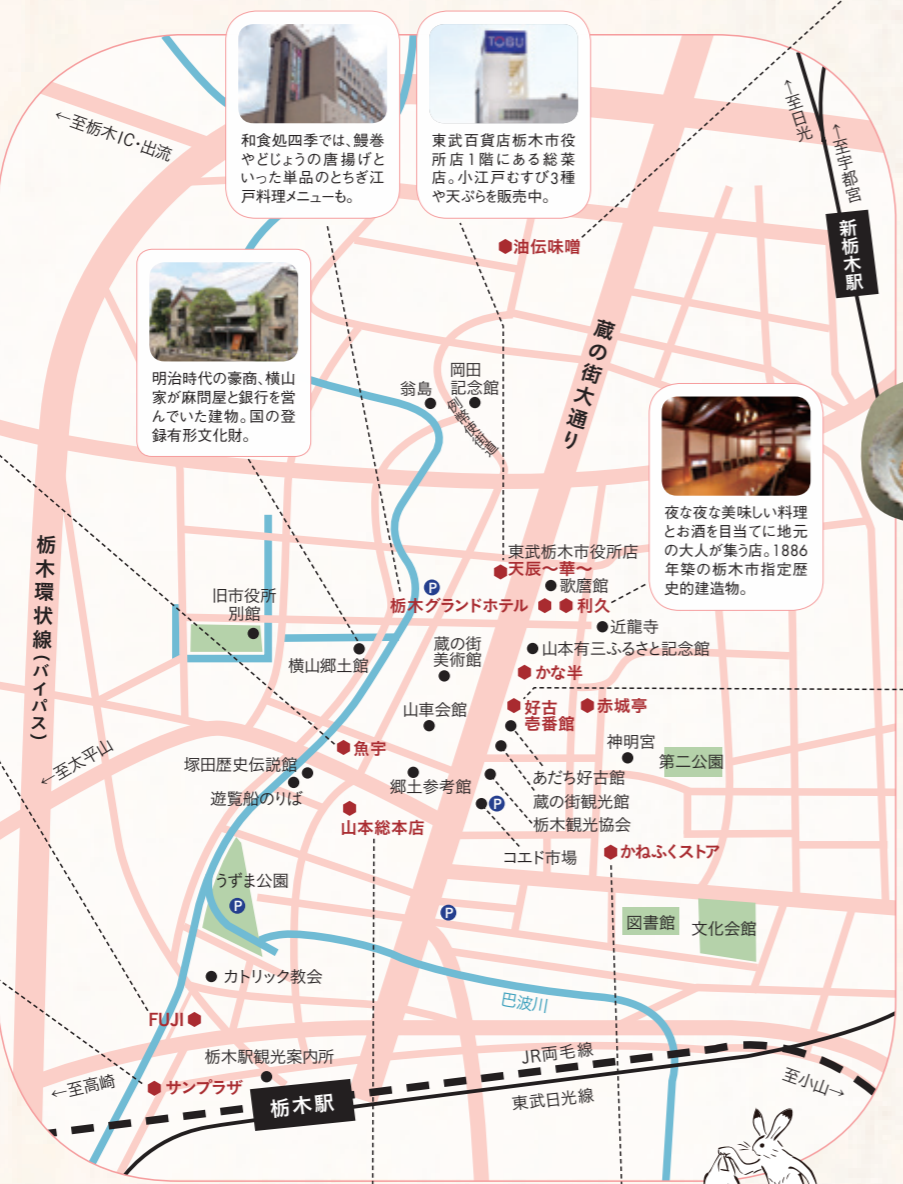 TOBU
和食処四季では、鰻巻
やどじょうの唐揚げと
いった単品のとちぎ江
戸料理メニューも。
東武百貨店栃木市役
所店1階にある総菜
店。小江戸むすび3種
や天ぷらを販売中。
←至栃木IC・出流
←至日光
←至宇都宮
新栃木駅
油伝味噌
明治時代の豪商、横山
家が麻問屋と銀行を営
んでいた建物。国の登
録有形文化財。
蔵の街大通り
岡田
記念館
翁島
例幣使街道
夜な夜な美味しい料理
とお酒を目当てに地元
の大人が集う店。1886
年築の栃木市指定歴
史的建造物。
栃木環状線(バイパス)
東武栃木市役所店
天辰〜華〜
P
歌麿館
栃木グランドホテル
利久
旧市役所
別館
近龍寺
横山郷土館
蔵の街
美術館
山本有三ふるさと記念館
かな半
山車会館
好古
壱番館
赤城亭
魚宇
神明宮
第二公園
←至太平山
塚田歴史伝説館
遊覧船のりば
郷土参考館
あだち好古館
蔵の街観光館
P
栃木観光協会
山本総本店
コエド市場
かねふくストア
うずま公園
P
P
図書館
文化会館
カトリック教会
巴波川
FUJI
栃木駅観光案内所
JR両毛線
←至高崎
サンプラザ
栃木駅
東武日光線
至小山→